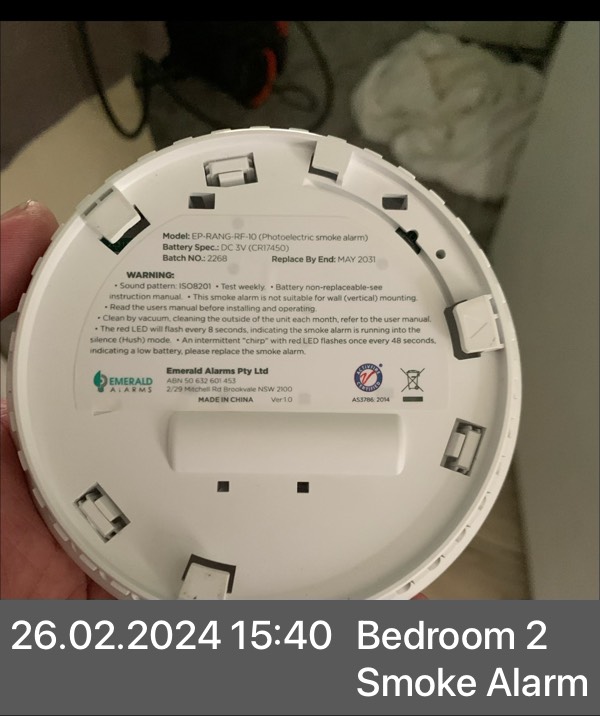 Model: EP-RANG-RF-10 (Photoelectric smoke alarm)
Battery Spec.: DC 3V (CR17450)
Batch NO.: 2268 Replace By End: MAY 2031
WARNING:
• Sound pattern: ISO8201 • Test weekly. • Battery non-replaceable-see
instruction manual. • This smoke alarm is not suitable for wall (vertical) mounting.
• Read the users manual before installing and operating.
• Clean by vacuum, cleaning the outside of the unit each month, refer to the user manual.
• The red LED will flash every 8 seconds, indicating the smoke alarm is running into the
silence (Hush) mode. • An intermittent "chirp" with red LED flashes once every 48 seconds,
indicating a low battery, please replace the smoke alarm.
EMERALD
ALARMS
Emerald Alarms Pty Ltd
ABN 50 632 601 453
2/29 Mitchell Rd Brookvale NSW 2100
MADE IN CHINA Ver1.0
AS3786: 2014
26.02.2024 15:40 Bedroom 2
Smoke Alarm